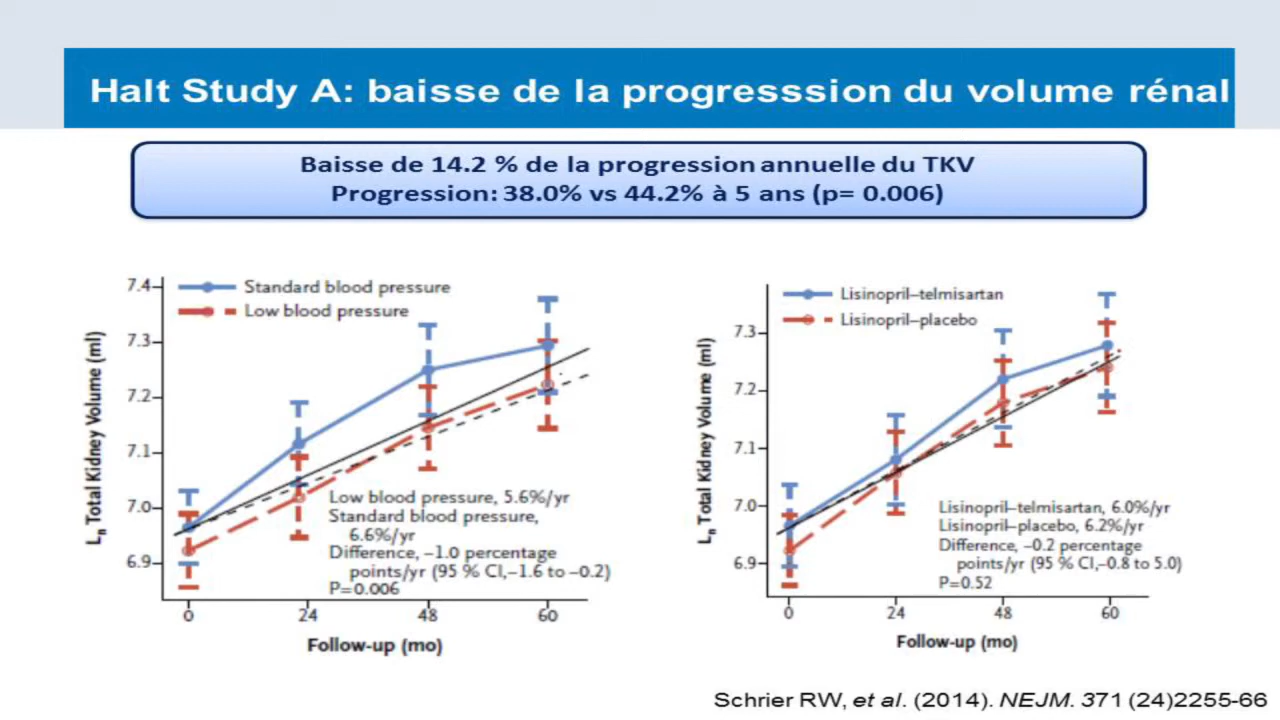 Halt Study A: baisse de la progresssion du volume rénal
Baisse de 14.2 % de la progression annuelle du TKV
Progression: 38.0% vs 44.2% à 5 ans (p= 0.006)
Standard blood pressure
Low blood pressure
Ln Total Kidney Volume (ml)
7.4
7.3
7.2
7.1
7.0
6.9
Low blood pressure, 5.6%/yr
Standard blood pressure,
6.6%/yr
Difference, –1.0 percentage
points/yr (95 % CI,–1.6 to –0.2)
P=0.006
0
24
48
60
Follow-up (mo)
Lisinopril–telmisartan
Lisinopril–placebo
Ln Total Kidney Volume (ml)
7.3
7.2
7.1
7.0
6.9
Lisinopril–telmisartan, 6.0%/yr
Lisinopril–placebo, 6.2%/yr
Difference, –0.2 percentage
points/yr (95 % CI,–0.8 to 5.0)
P=0.52
0
24
48
60
Follow-up (mo)
Schrier RW, et al. (2014). NEJM. 371 (24)2255-66